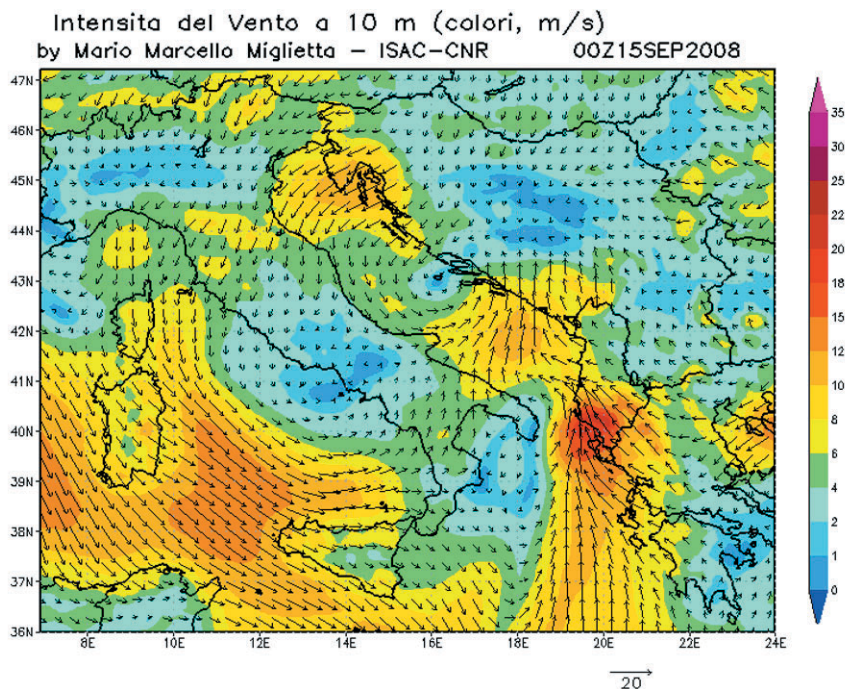 Intensita del Vento a 10 m (colori, m/s)
by Mario Marcello Miglietta – ISAC–CNR 00Z15SEP2008
47N
46N
45N
44N
43N
42N
41N
40N
39N
38N
37N
36N
8E 10E 12E 14E 16E 18E 20E 22E 24E
35
30
25
22
20
18
15
12
10
8
6
4
2
1
0
20